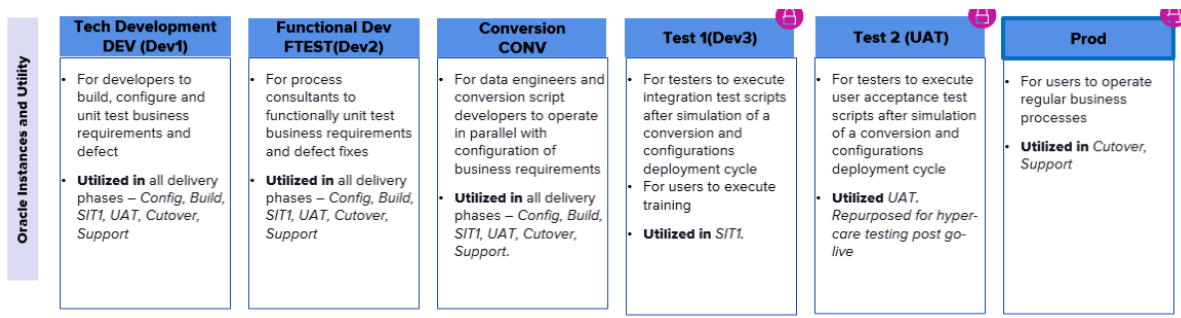 Oracle Instances and Utility
Tech Development
DEV (Dev1)
• For developers to
build, configure and
unit test business
requirements and
defect
• Utilized in all delivery
phases – Config, Build,
SIT1, UAT, Cutover,
Support
Functional Dev
FTEST(Dev2)
• For process
consultants to
functionally unit test
business requirements
and defect fixes
• Utilized in all delivery
phases – Config, Build,
SIT1, UAT, Cutover,
Support
Conversion
CONV
• For data engineers and
conversion script
developers to operate
in parallel with
configuration of
business requirements
• Utilized in all delivery
phases – Config, Build,
SIT1, UAT, Cutover,
Support.
Test 1(Dev3)
• For testers to execute
integration test scripts
after simulation of a
conversion and
configurations
deployment cycle
• For users to execute
training
• Utilized in SIT1.
Test 2 (UAT)
• For testers to execute
user acceptance test
scripts after simulation
of a conversion and
configurations
deployment cycle
• Utilized UAT.
Repurposed for hyper-
care testing post go-
live
Prod
• For users to operate
regular business
processes
• Utilized in Cutover,
Support